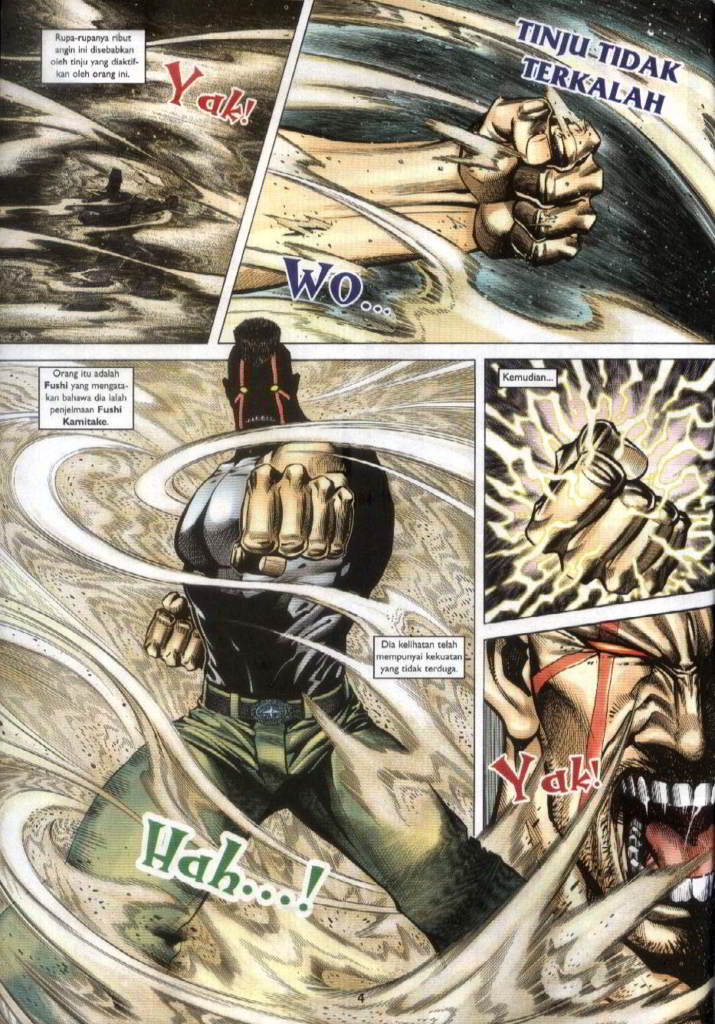 Rupa-rupanya ribut
angin ini disebabkan
oleh tinju yang diaktif-
kan oleh orang ini.
Yak!
TINJU TIDAK
TERKALAH
Wo...
Orang itu adalah
Fushi yang mengata-
kan bahawa dia ialah
penjelmaan Fushi
Kamitake.
Dia kelihatan telah
mempunyai kekuatan
yang tidak terduga.
Hah...!
Kemudian...
Yak!
4